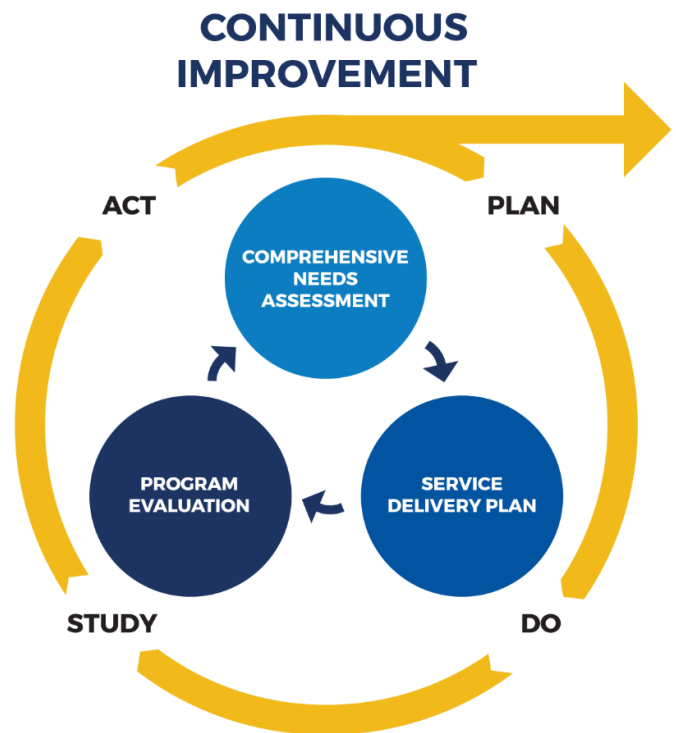 CONTINUOUS
IMPROVEMENT
ACT
PLAN
COMPREHENSIVE
NEEDS
ASSESSMENT
PROGRAM
EVALUATION
SERVICE
DELIVERY PLAN
STUDY
DO